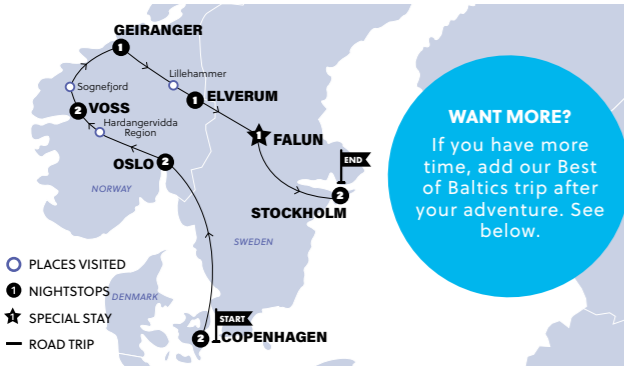 GEIRANGER
1
Lillehammer
Sognefjord
1
ELVERUM
2
VOSS
Hardangervidda
Region
1
FALUN
OSLO
2
END
NORWAY
2
STOCKHOLM
SWEDEN
DENMARK
START
2
COPENHAGEN
PLACES VISITED
1
NIGHTSTOPS
1
SPECIAL STAY
ROAD TRIP
WANT MORE?
If you have more
time, add our Best
of Baltics trip after
your adventure. See
below.